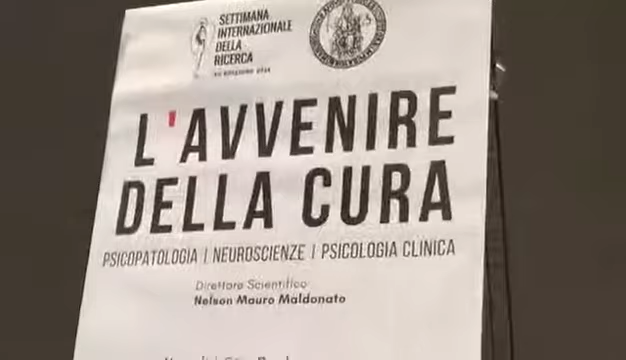 SETTIMANA
INTERNAZIONALE
DELLA
RICERCA
L'AVVENIRE
DELLA CURA
PSICOPATOLOGIA | NEUROSCIENZE | PSICOLOGIA CLINICA
Direttore Scientifico
Nelson Mauro Maldonato